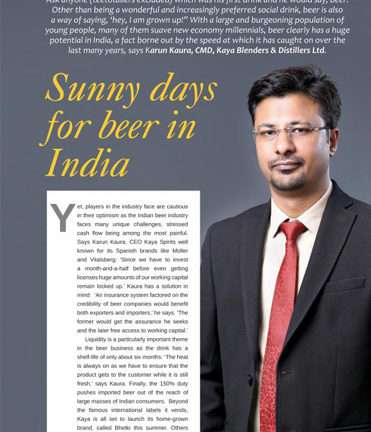 Ask anyone (teetotallers excluded) which was his first drink and he would say, beer.
Other than being a wonderful and increasingly preferred social drink, beer is also
a way of saying, ‘hey, I am grown up!” With a large and burgeoning population of
young people, many of them suave new economy millennials, beer clearly has a huge
potential in India, a fact borne out by the speed at which it has caught on over the
last many years, says Karun Kaura, CMD, Kaya Blenders & Distillers Ltd.
Sunny days
for beer in
India
Yet, players in the industry face are cautious
in their optimism as the Indian beer industry
faces many unique challenges, stressed
cash flow being among the most painful.
Says Karun Kaura, CEO Kaya Spirits well
known for its Spanish brands like Moller
and Vitalsberg: ‘Since we have to invest
a month-and-a-half before even getting
licenses huge amounts of our working capital
remain locked up.’ Kaura has a solution in
mind: ‘An insurance system factored on the
credibility of beer companies would benefit
both exporters and importers,’ he says. ‘The
former would get the assurance he seeks
and the later free access to working capital.’
Liquidity is a particularly important theme
in the beer business as the drink has a
shelf-life of only about six months: ‘The heat
is always on as we have to ensure that the
product gets to the customer while it is still
fresh,’ says Kaura. Finally, the 150% duty
pushes imported beer out of the reach of
large masses of Indian consumers. Beyond
the famous international labels it vends,
Kaya is all set to launch its home-grown
brand, called Bhetki this summer. Others